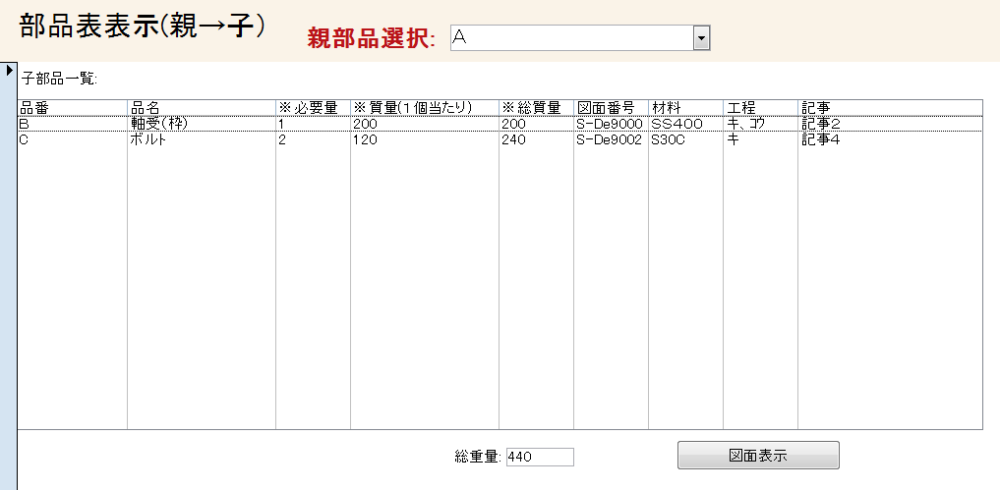 部品表表示(親→子)
親部品選択: A
子部品一覧:
品番 品名 ※必要量 ※質量(1個当たり) ※総質量 図面番号 材料 工程 記事
B 軸受(枠) 1 200 200 S-De9000 SS400 キ、コウ 記事2
C ボルト 2 120 240 S-De9002 S30C キ 記事4
総重量: 440 図面表示